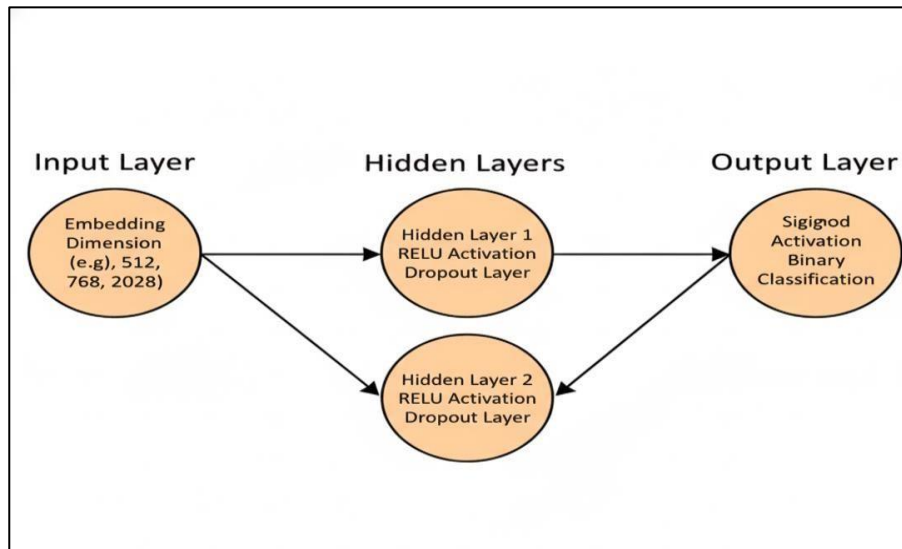 Input Layer
Hidden Layers
Output Layer
Embedding
Dimension
(e.g), 512,
768, 2028)
Hidden Layer 1
RELU Activation
Dropout Layer
Sigignod
Activation
Binary
Classification
Hidden Layer 2
RELU Activation
Dropout Layer